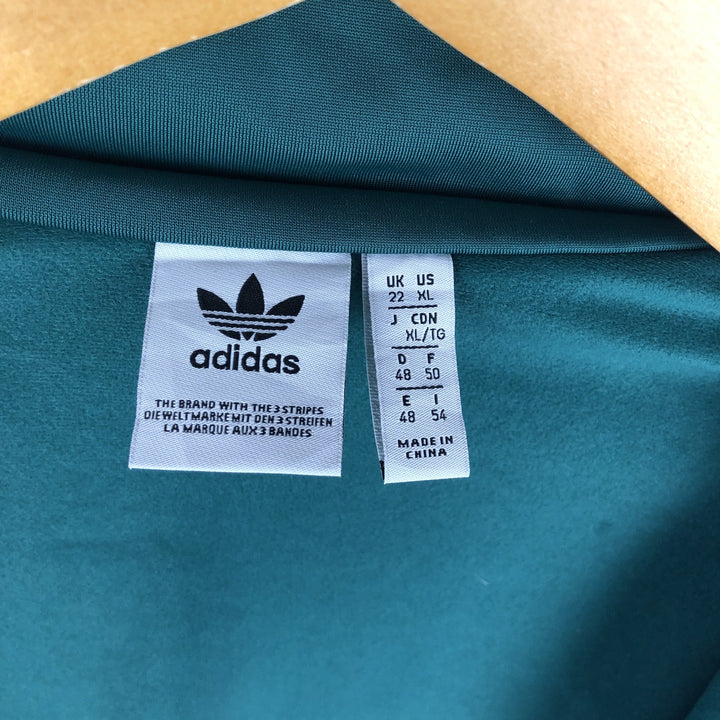 adidas
THE BRAND WITH THE 3 STRIPES
DIE WELTMARKE MIT DEN 3 STREIFEN
LA MARQUE AUX 3 BANDES
UK US
22 XL
J CDN
XL/TG
D F
48 50
E I
48 54
MADE IN
CHINA